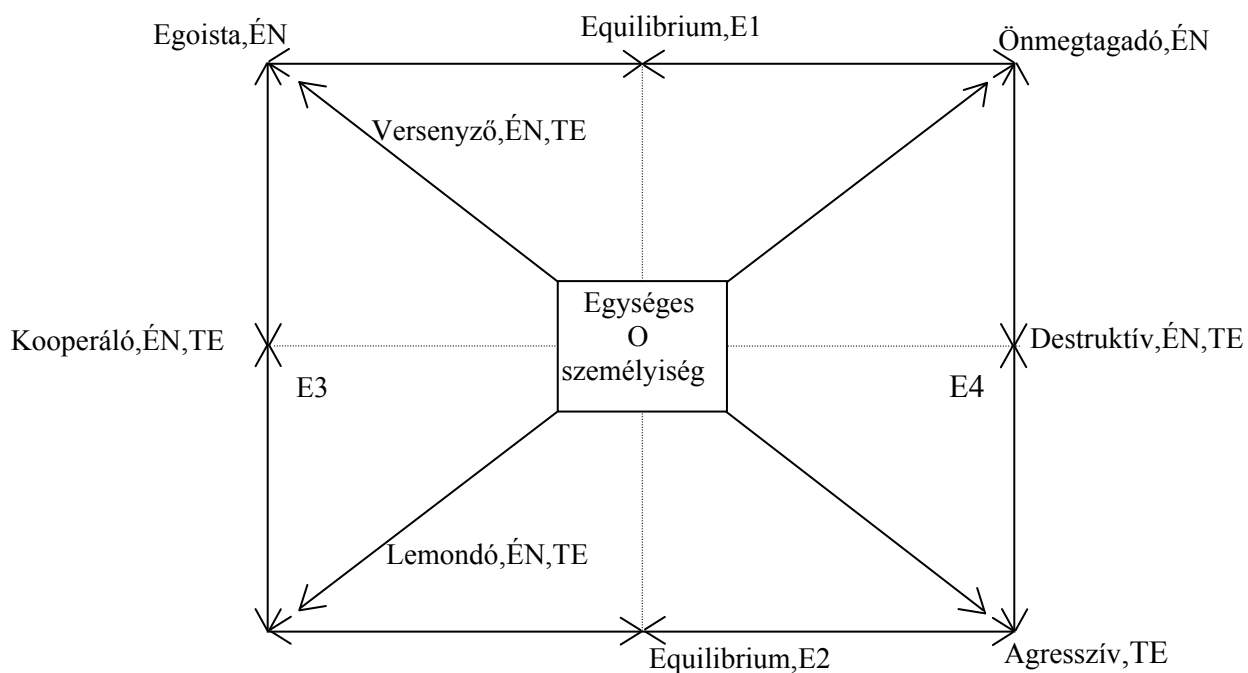 Egoista,ÉN
Equilibrium,E1
Önmegtagadó,ÉN
Versenyző,ÉN,TE
Egységes
O
személyiség
Kooperáló,ÉN,TE
Destruktív,ÉN,TE
E3
E4
Lemondó,ÉN,TE
Equilibrium,E2
Agresszív,TE